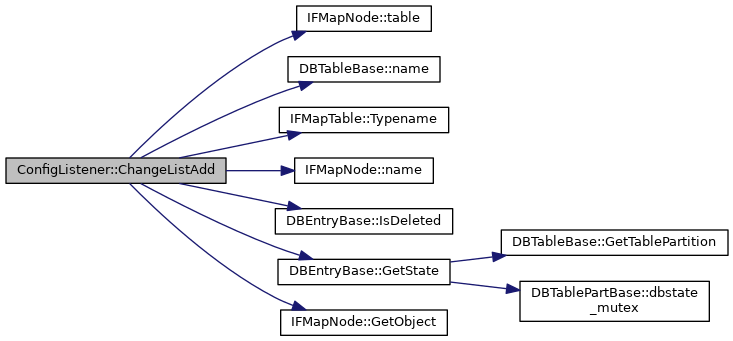 IFMapNode::table
DBTableBase::name
IFMapTable::Typename
ConfigListener::ChangeListAdd
IFMapNode::name
DBEntryBase::IsDeleted
DBTableBase::GetTablePartition
DBEntryBase::GetState
DBTablePartBase::dbstate
_mutex
IFMapNode::GetObject